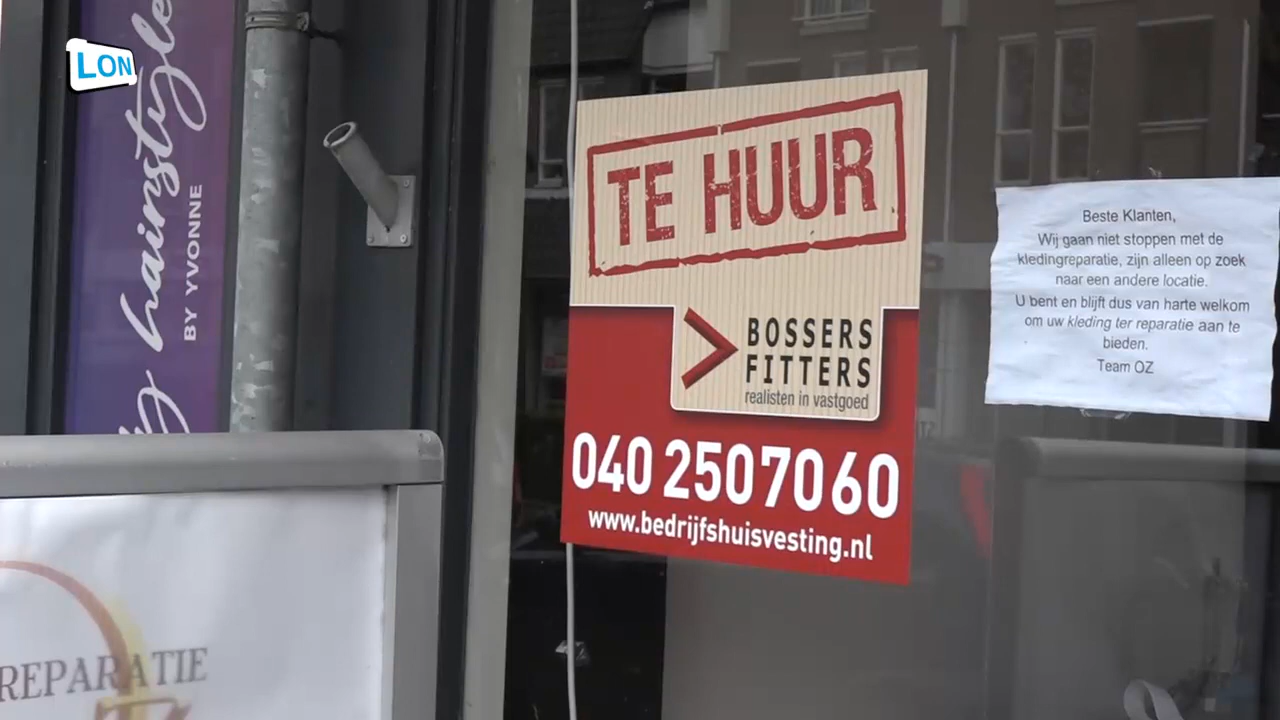 LON
hairstyle
BY YVONNE
TE HUUR
BOSSERS
FITTERS
realisten in vastgoed
040 2507060
www.bedrijfshuisvesting.nl
Beste Klanten,
Wij gaan niet stoppen met de
kledingreparatie, zijn alleen op zoek
naar een andere locatie.
U bent en blijft dus van harte welkom
om uw kleding ter reparatie aan te
bieden.
Team OZ
REPARATIE